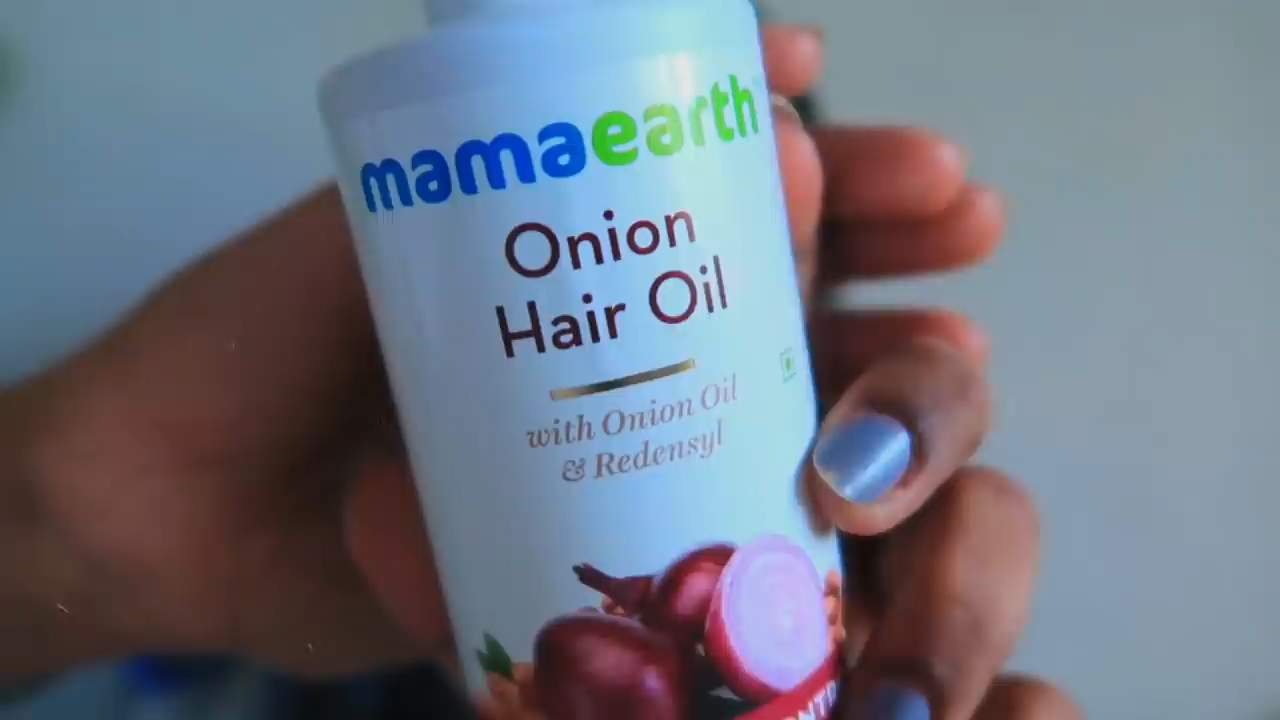 mamaearth
Onion
Hair Oil
with Onion Oil
& Redensyl